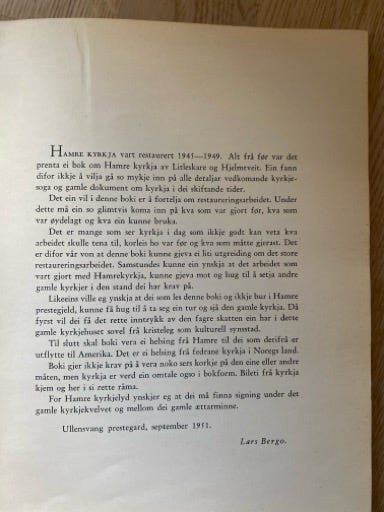 HAMRE KYRKJA vart restaurert 1945—1949. Alt frå før var det
prenta ei bok om Hamre kyrkja av Litleskare og Hjelmtveit. Ein fann
difor ikkje å vilja gå so mykje inn på alle detaljar vedkomande kyrkje-
soga og gamle dokument om kyrkja i dei skiftande tider.
Det ein vil i denne boki er å fortelja om restaureringsarbeidet. Under
dette må ein so glimtvis koma inn på kva som var gjort før, kva som
var øydelagt og kva ein kunne bruka.
Det er mange som ser kyrkja i dag som ikkje godt kan veta kva
arbeidet skulle tena til, korleis ho var før og kva som måtte gjerast. Det
er difor vår von at denne boki kunne gjeva ei liti utgreiding om det store
restaureringsarbeidet. Samstundes kunne ein ynskja at det arbeidet som
vart gjort med Hamrekyrkja, kunne gjeva mot og hug til å setja andre
gamle kyrkjer i den stand dei har krav på.
Likeeins ville eg ynskja at dei som les denne boki og ikkje bur i Hamre
prestegjeld, kunne få hug til å ta seg ein tur og sjå den gamle kyrkja. Då
fyrst vil dei få det rette inntrykk av den fagre skatten ein har i dette
gamle kyrkjehuset sovel frå kristeleg som kulturell synsstad.
Til slutt skal boki vera ei helsing frå Hamre til dei som derifrå er
utflytte til Amerika. Det er ei helsing frå fedrane kyrkja i Noregs land.
Boki gjer ikkje krav på å vera noko sers korkje på den eine eller andre
måten, men kyrkja er verd ein omtale også i bokform. Bileti frå kyrkja
kjem og her i si rette råma.
For Hamre kyrkjelyd ynskjer eg at dei må finna signing under det
gamle kyrkjekvelvet og mellom dei gamle ættarminne.
Ullensvang prestegard, september 1951.
Lars Bergo.